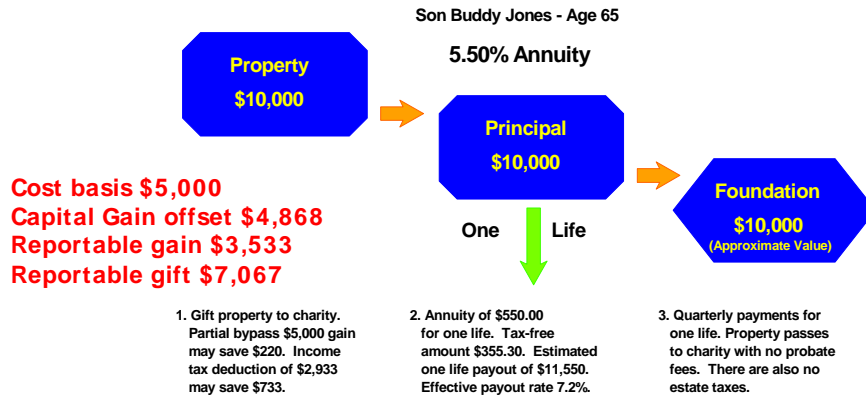 Son Buddy Jones - Age 65
5.50% Annuity
Property
$10,000
Principal
$10,000
Foundation
$10,000
(Approximate Value)
Cost basis $5,000
Capital Gain offset $4,868
Reportable gain $3,533
Reportable gift $7,067
One Life
1. Gift property to charity.
Partial bypass $5,000 gain
may save $220. Income
tax deduction of $2,933
may save $733.
2. Annuity of $550.00
for one life. Tax-free
amount $355.30. Estimated
one life payout of $11,550.
Effective payout rate 7.2%.
3. Quarterly payments for
one life. Property passes
to charity with no probate
fees. There are also no
estate taxes.